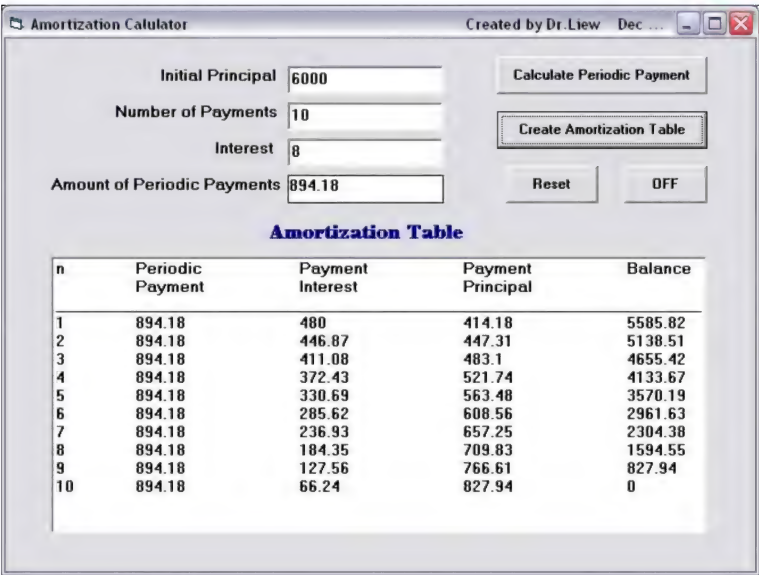 Amortization Calulator Created by Dr.Liew Dec ...
Initial Principal 6000 Calculate Periodic Payment
Number of Payments 10 Create Amortization Table
Interest 8
Amount of Periodic Payments 894.18 Reset OFF
Amortization Table
n Periodic Payment Payment Balance
Payment Interest Principal
1 894.18 480 414.18 5585.82
2 894.18 446.87 447.31 5138.51
3 894.18 411.08 483.1 4655.42
4 894.18 372.43 521.74 4133.67
5 894.18 330.69 563.48 3570.19
6 894.18 285.62 608.56 2961.63
7 894.18 236.93 657.25 2304.38
8 894.18 184.35 709.83 1594.55
9 894.18 127.56 766.61 827.94
10 894.18 66.24 827.94 0